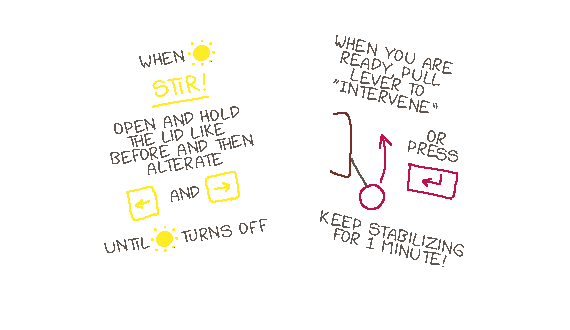 WHEN
STIR!
OPEN AND HOLD
THE LID LIKE
BEFORE AND THEN
ALTERATE
AND
UNTIL TURNS OFF
WHEN YOU ARE
READY, PULL
LEVER TO
"INTERVENE"
OR
PRESS
KEEP STABILIZING
FOR 1 MINUTE!